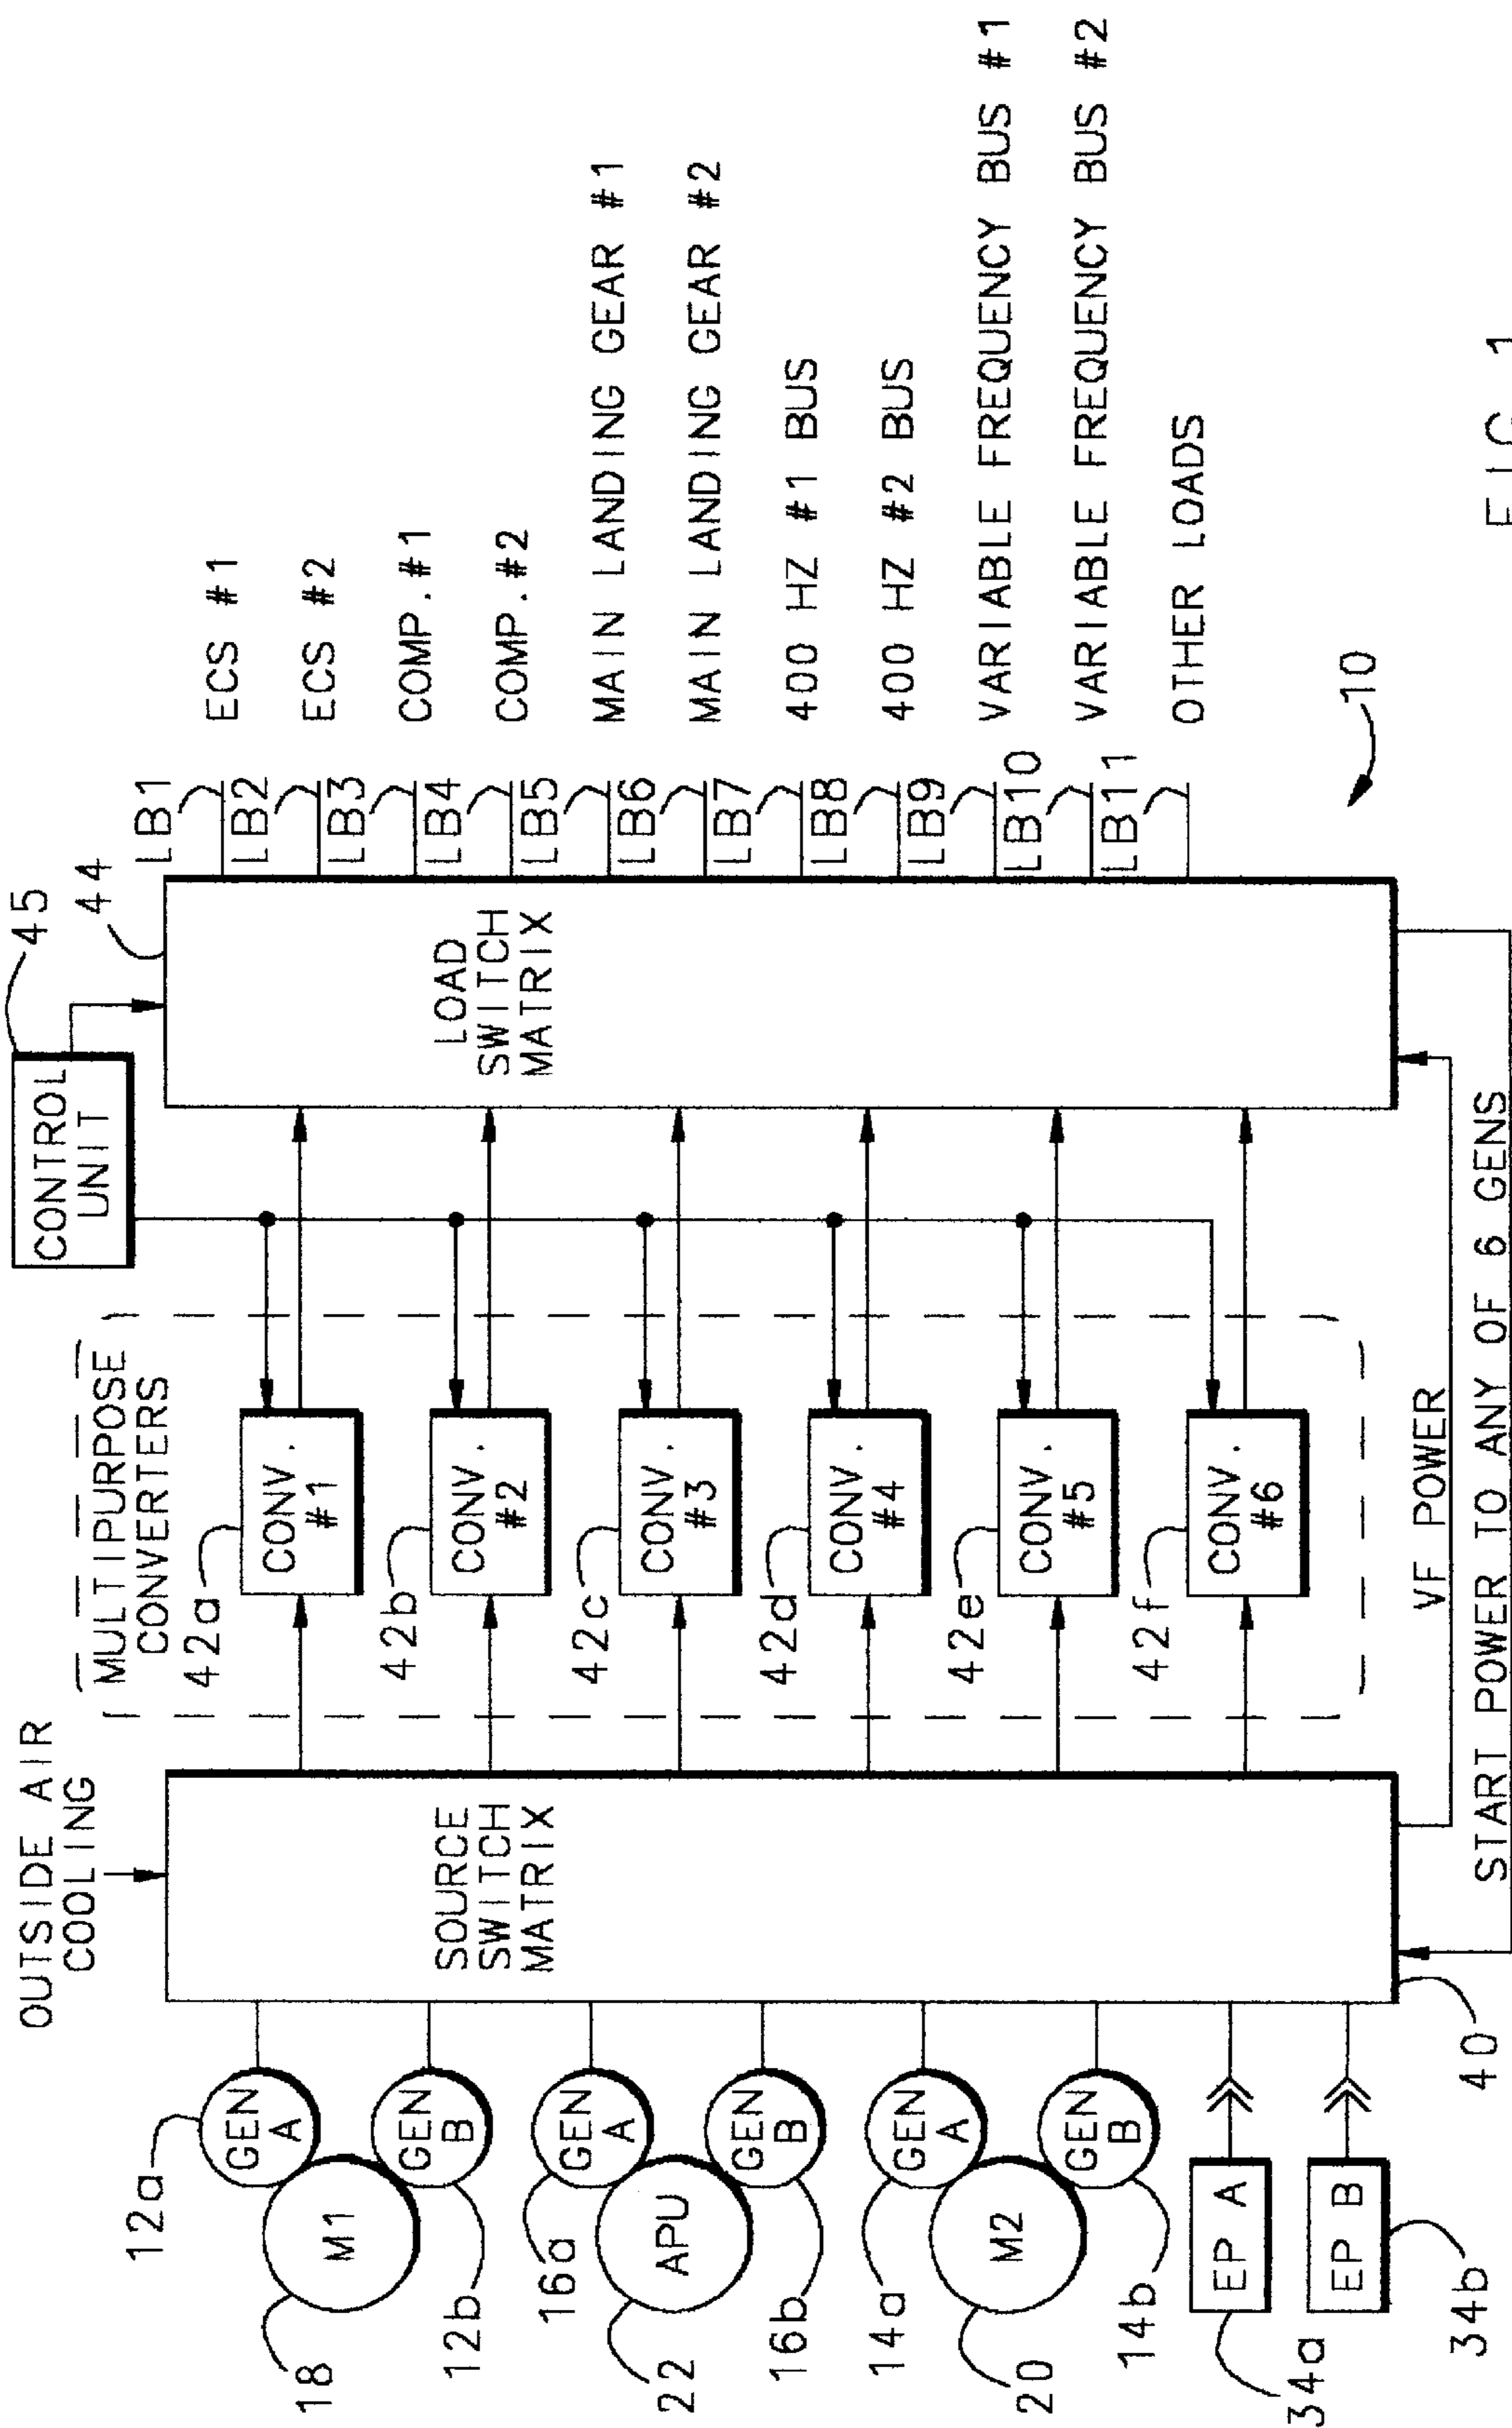 OUTSIDE AIR
COOLING
MULTIPURPOSE
CONVERTERS
CONTROL
UNIT
45
44
12a
GEN
A
M1
18
GEN
B
12b
16a
GEN
A
APU
22
GEN
B
16b
14a
GEN
A
M2
20
GEN
B
14b
EP A
34a
EP B
34b
SOURCE
SWITCH
MATRIX
40
42a
CONV.
#1
42b
CONV.
#2
42c
CONV.
#3
42d
CONV.
#4
42e
CONV.
#5
42f
CONV.
#6
LOAD
SWITCH
MATRIX
LB1
ECS #1
LB2
ECS #2
LB3
COMP.#1
LB4
COMP.#2
LB5
MAIN LANDING GEAR #1
LB6
MAIN LANDING GEAR #2
LB7
400 HZ #1 BUS
LB8
400 HZ #2 BUS
LB9
VARIABLE FREQUENCY BUS #1
LB10
VARIABLE FREQUENCY BUS #2
LB11
OTHER LOADS
10
VF POWER
START POWER TO ANY OF 6 GENS
FIG 1